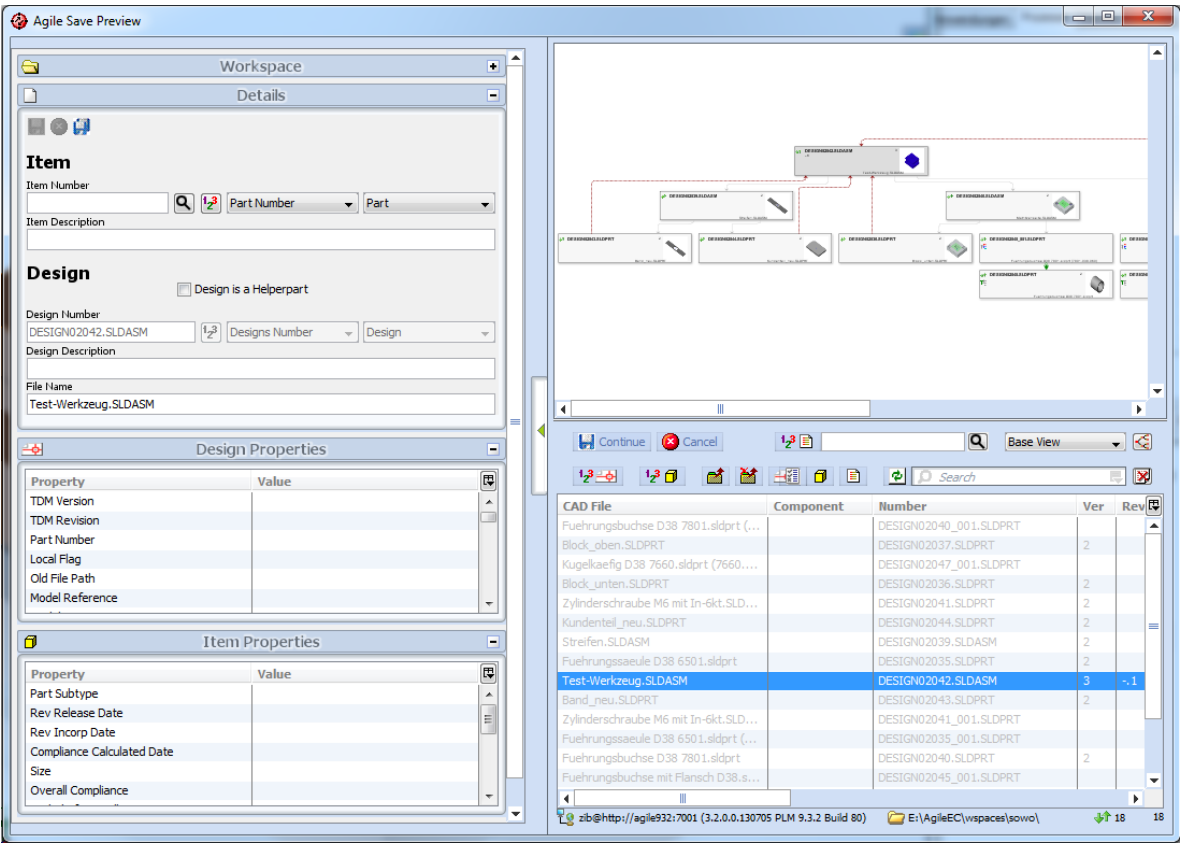 Agile Save Preview
Workspace
Details
Item
Item Number
Part Number
Part
Item Description
Design
Design is a Helperpart
Design Number
DESIGN02042.SLDASM
Designs Number
Design
Design Description
File Name
Test-Werkzeug.SLDASM
Design Properties
Property Value
TDM Version
TDM Revision
Part Number
Local Flag
Old File Path
Model Reference
Item Properties
Property Value
Part Subtype
Rev Release Date
Rev Incorp Date
Compliance Calculated Date
Size
Overall Compliance
Continue Cancel Base View
Search
CAD File Component Number Ver Rev
Fuehrungsbuchse D38 7801.sldprt (... DESIGN02040_001.SLDPRT
Block_oben.SLDPRT DESIGN02037.SLDPRT 2
Kugelkaefig D38 7660.sldprt (7660.... DESIGN02047_001.SLDPRT
Block_unten.SLDPRT DESIGN02036.SLDPRT 2
Zylinderschraube M6 mit In-6kt.SLD... DESIGN02041.SLDPRT 2
Kundenteil_neu.SLDPRT DESIGN02044.SLDPRT 2
Streifen.SLDASM DESIGN02039.SLDASM 2
Fuehrungssaeule D38 6501.sldprt DESIGN02035.SLDPRT 2
Test-Werkzeug.SLDASM DESIGN02042.SLDASM 3 -.1
Band_neu.SLDPRT DESIGN02043.SLDPRT 2
Zylinderschraube M6 mit In-6kt.SLD... DESIGN02041_001.SLDPRT
Fuehrungssaeule D38 6501.sldprt (... DESIGN02035_001.SLDPRT
Fuehrungsbuchse D38 7801.sldprt DESIGN02040.SLDPRT 2
Fuehrungsbuchse mit Flansch D38.s... DESIGN02045_001.SLDPRT
zib@http://agile932:7001 (3.2.0.0.130705 PLM 9.3.2 Build 80) E:\AgileEC\wspaces\sowo\ 18 18